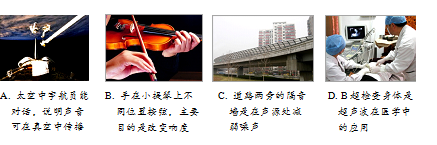 A. 太空中宇航员能
对话，说明声音
可在真空中传播
B. 手在小提琴上不
同位置按弦，主要
目的是改变响度
C. 道路两旁的隔音
墙是在声源处减
弱噪声
D. B超检查身体是
超声波在医学中
的应用